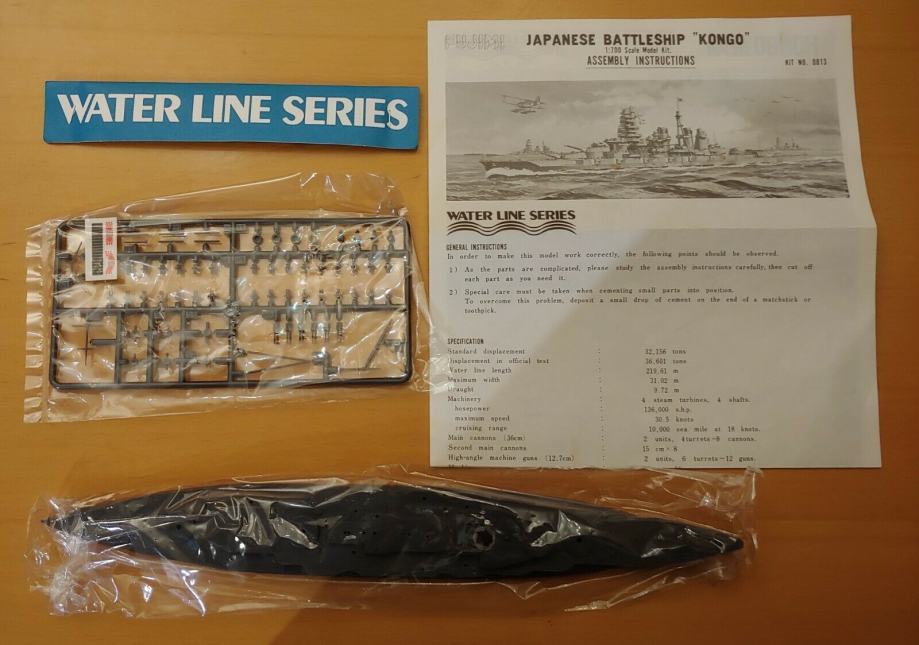 WATER LINE SERIES
FUJIMI
JAPANESE BATTLESHIP "KONGO"
1:700 Scale Model Kit.
ASSEMBLY INSTRUCTIONS
KIT NO. 0813
WATER LINE SERIES
GENERAL INSTRUCTIONS
In order to make this model work correctly, the following points should be observed.
1) As the parts are complicated, please study the assembly instructions carefully, then cut off
each part as you need it.
2) Special care must be taken when cementing small parts into position.
To overcome this problem, deposit a small drop of cement on the end of a matchstick or
toothpick.
SPECIFICATION
Standard displacement : 32,156 tons
Displacement in official test : 36,601 tons
Water line length : 219.61 m
Maximum width : 31.02 m
Draught : 9.72 m
Machinery : 4 steam turbines, 4 shafts.
hosepower : 136,000 s.h.p.
maximum speed : 30.5 knots
cruising range : 10,000 sea mile at 18 knots.
Main cannons (36cm) : 2 units, 4 turrets-8 cannons.
Second main cannons : 15 cm × 8
High-angle machine guns (12.7cm) : 2 units, 6 turrets-12 guns.